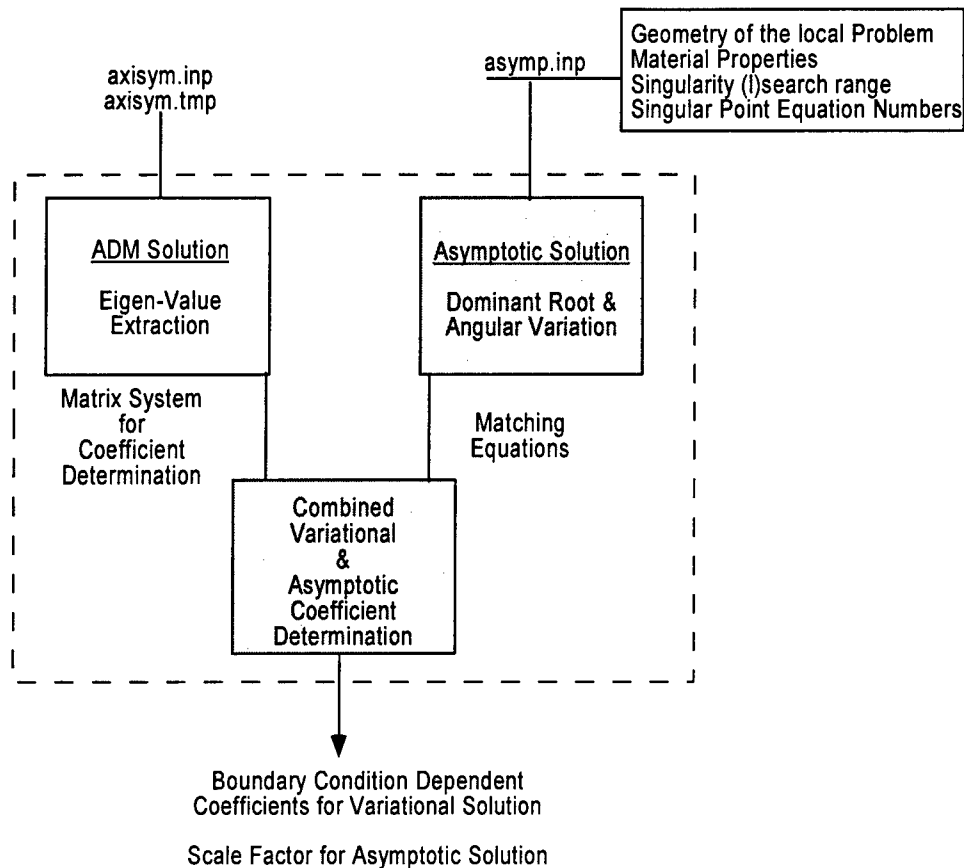 axisym.inp
axisym.tmp
asymp.inp
Geometry of the local Problem
Material Properties
Singularity (l)search range
Singular Point Equation Numbers
ADM Solution
Eigen-Value
Extraction
Asymptotic Solution
Dominant Root &
Angular Variation
Matrix System
for
Coefficient
Determination
Matching
Equations
Combined
Variational
&
Asymptotic
Coefficient
Determination
Boundary Condition Dependent
Coefficients for Variational Solution
Scale Factor for Asymptotic Solution